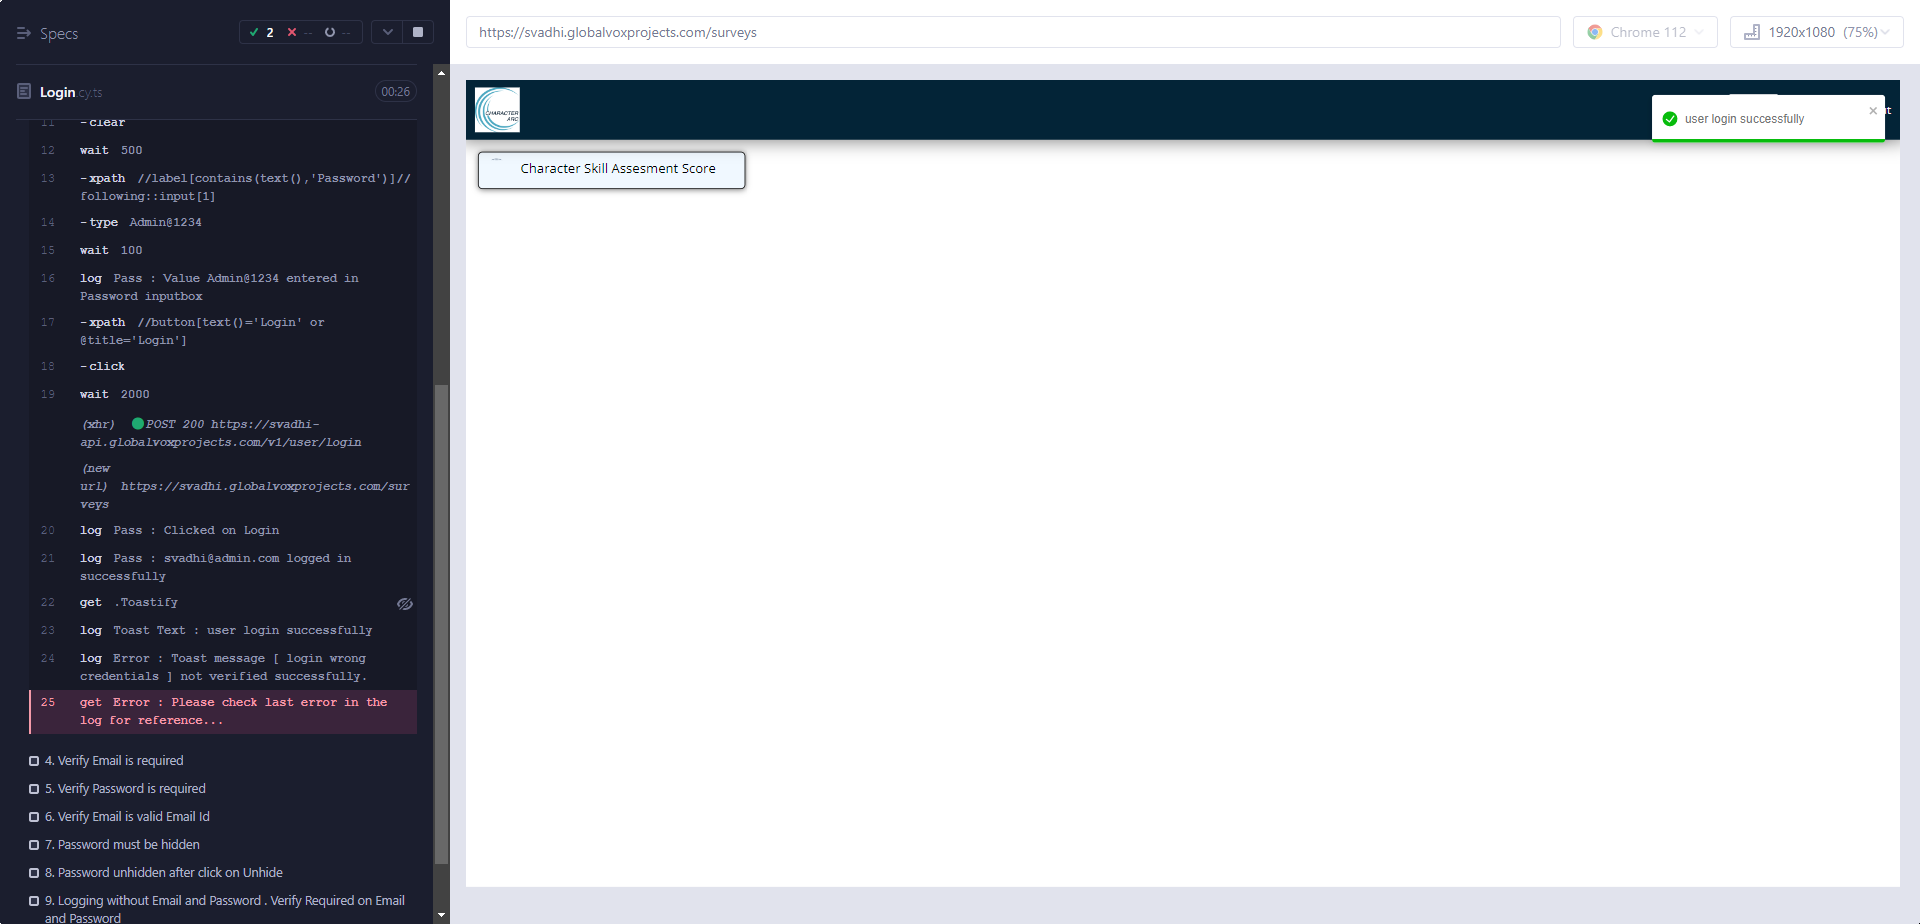 Specs
2
--
--
Login.cy.ts
00:26
11 -clear
12 wait 500
13 -xpath //label[contains(text(),'Password')]//
following::input[1]
14 -type Admin@1234
15 wait 100
16 log Pass : Value Admin@1234 entered in
Password inputbox
17 -xpath //button[text()='Login' or
@title='Login']
18 -click
19 wait 2000
(xhr) POST 200 https://svadhi-
api.globalvoxprojects.com/v1/user/login
(new
url) https://svadhi.globalvoxprojects.com/sur
veys
20 log Pass : Clicked on Login
21 log Pass : svadhi@admin.com logged in
successfully
22 get .Toastify
23 log Toast Text : user login successfully
24 log Error : Toast message [ login wrong
credentials ] not verified successfully.
25 get Error : Please check last error in the
log for reference...
4. Verify Email is required
5. Verify Password is required
6. Verify Email is valid Email Id
7. Password must be hidden
8. Password unhidden after click on Unhide
9. Logging without Email and Password . Verify Required on Email
and Password
https://svadhi.globalvoxprojects.com/surveys
Chrome 112
1920x1080 (75%)
CHARACTER
ARC
user login successfully
Character Skill Assesment Score